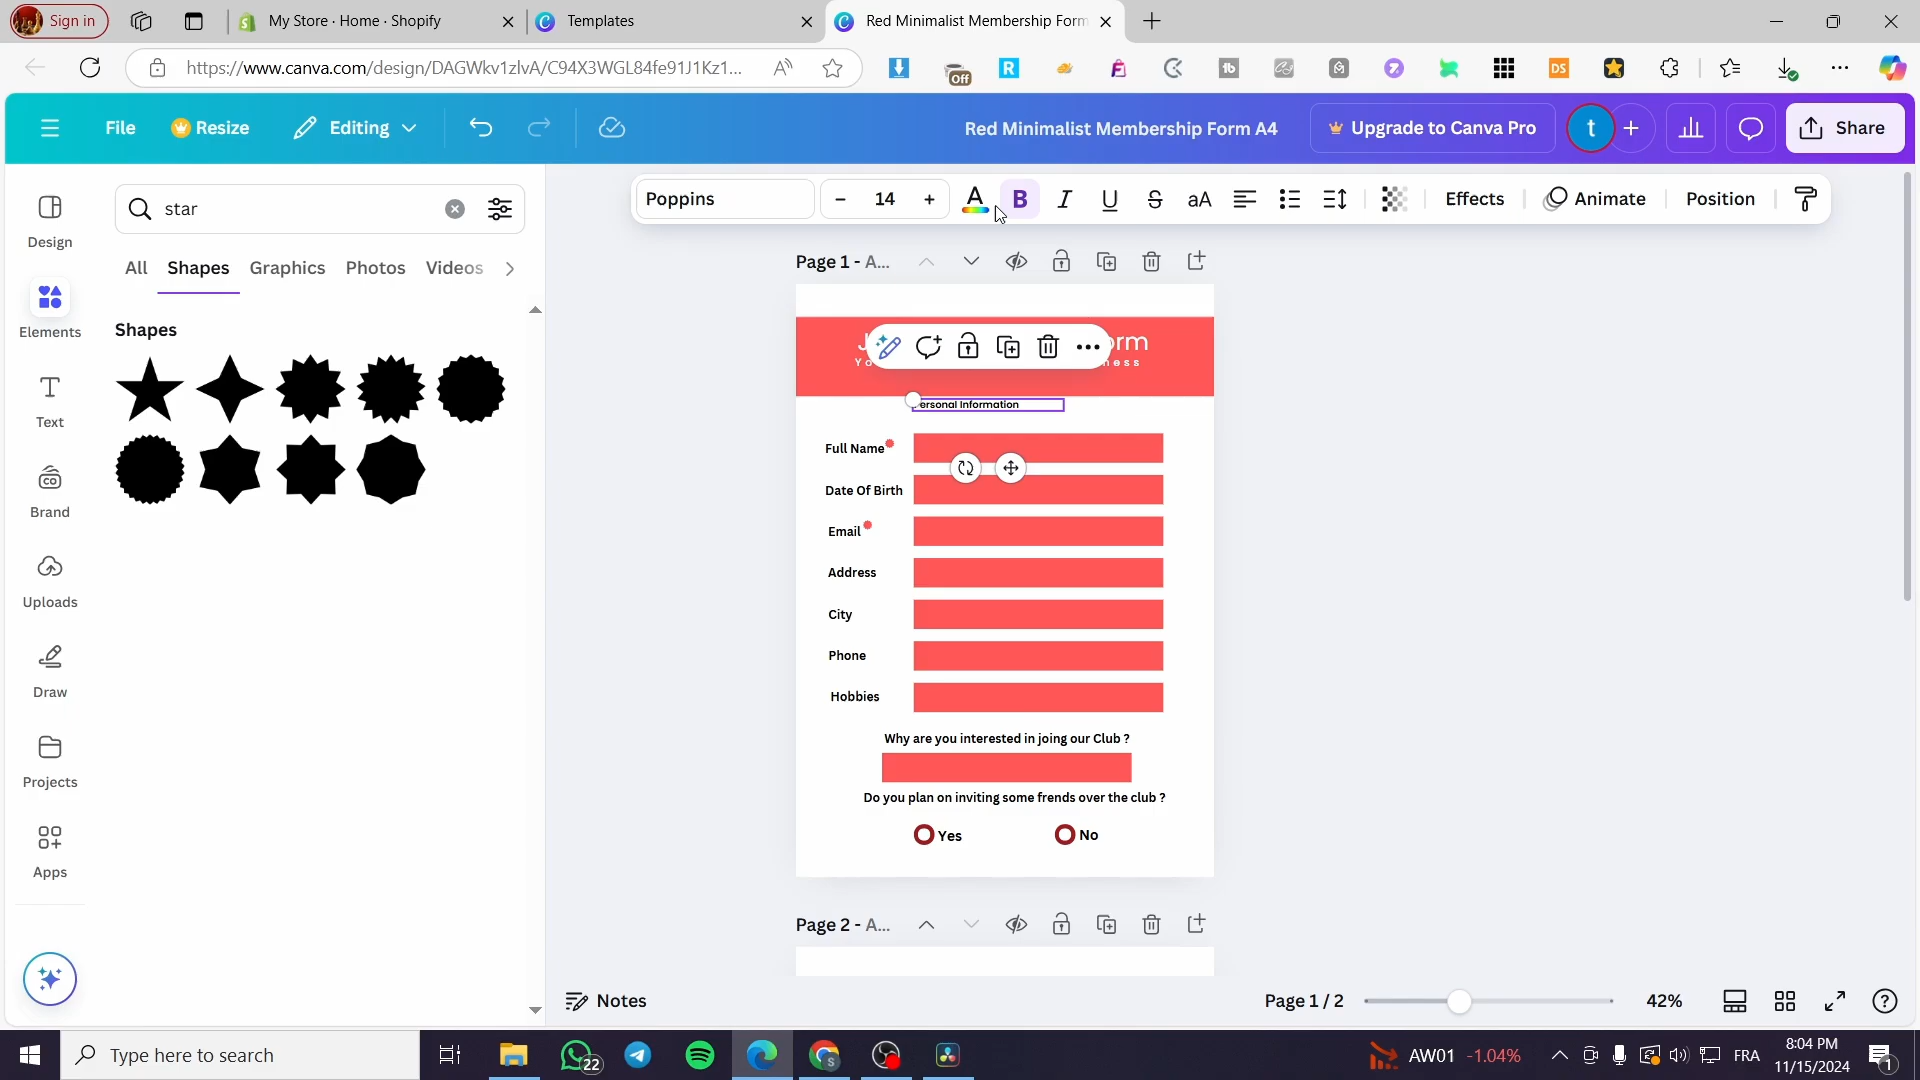 Sign in
My Store · Home · Shopify
Templates
Red Minimalist Membership Form
https://www.canva.com/design/DAGWkv1zlvA/C94X3WGL84fe91J1Kz1...
Off
File
Resize
Editing
Red Minimalist Membership Form A4
Upgrade to Canva Pro
t
Share
Design
Elements
Text
Brand
Uploads
Draw
Projects
Apps
star
All
Shapes
Graphics
Photos
Videos
Shapes
Poppins
14
Effects
Animate
Position
Page 1 - A...
Personal Information
Full Name
Date Of Birth
Email
Address
City
Phone
Hobbies
Why are you interested in joing our Club ?
Do you plan on inviting some frends over the club ?
Yes
No
Page 2 - A...
Notes
Page 1 / 2
42%
Type here to search
22
AW01 -1.04%
FRA
8:04 PM
11/15/2024
1